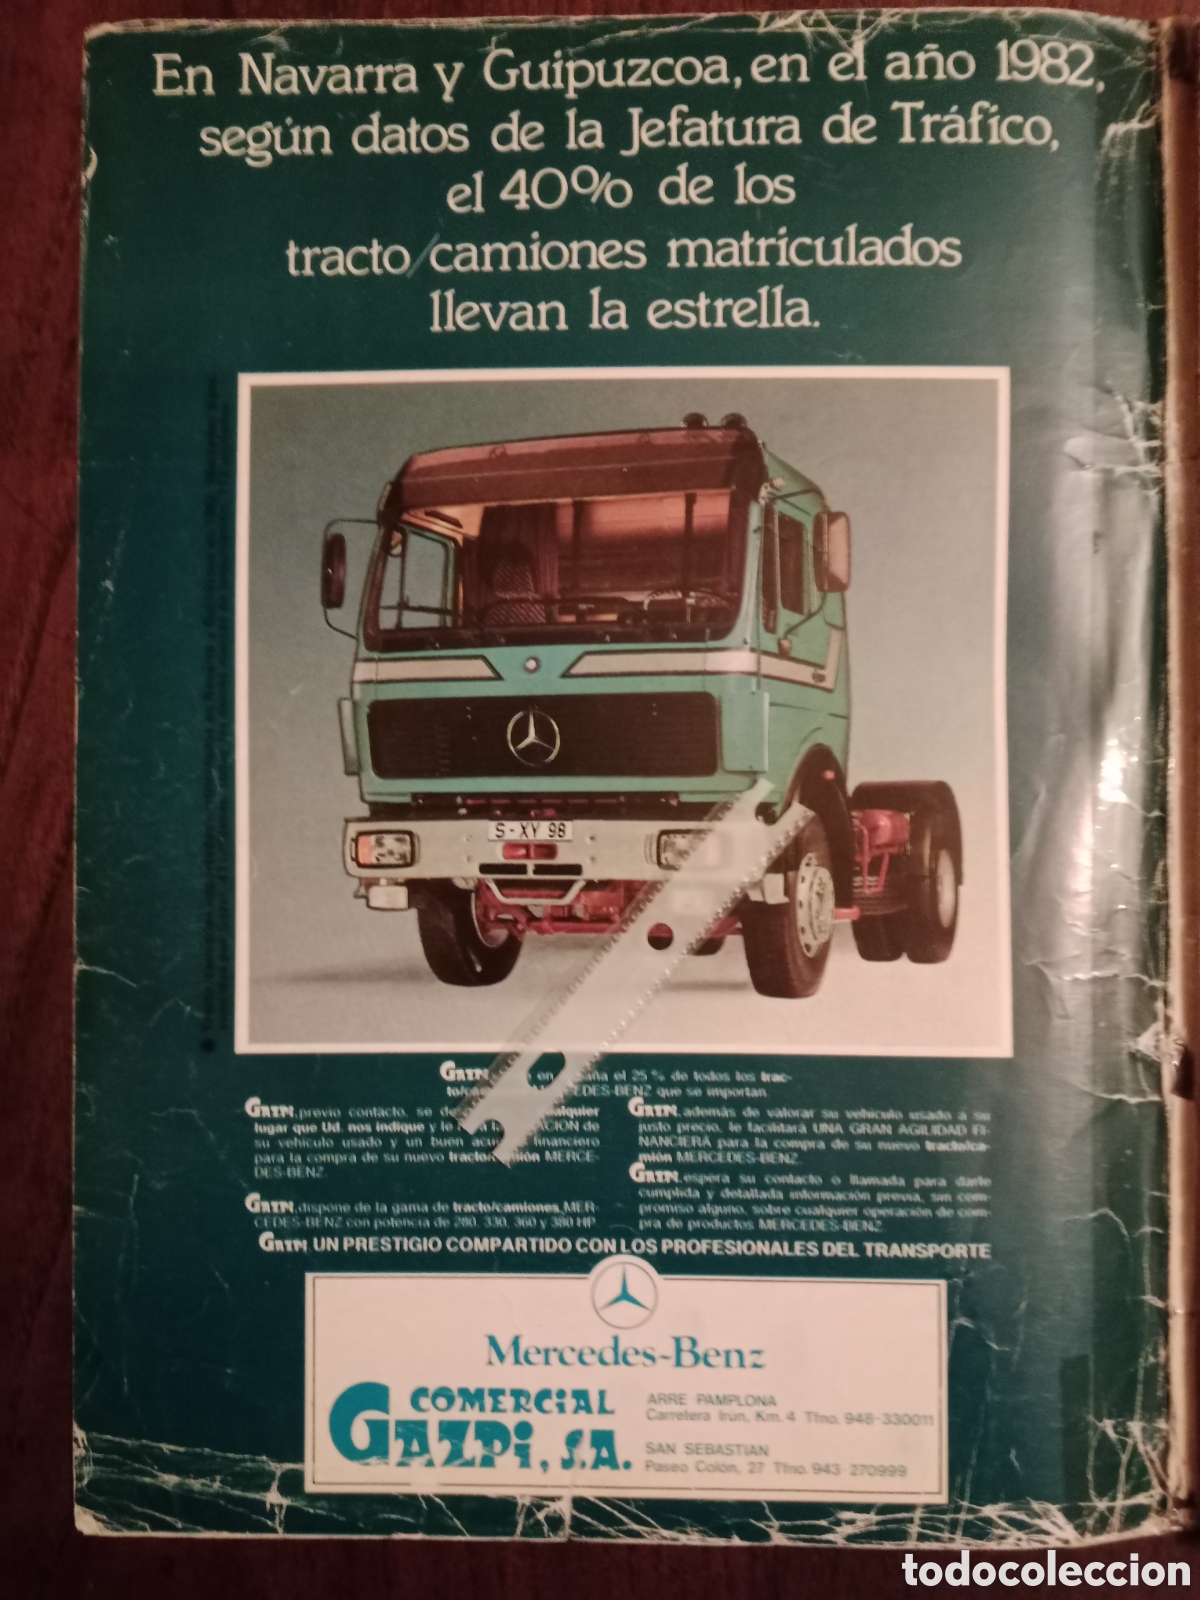 En Navarra y Guipuzcoa, en el año 1982,
según datos de la Jefatura de Tráfico,
el 40% de los
tracto/camiones matriculados
llevan la estrella.
S-XY 98
en el 25% de todos los trac-
MERCEDES-BENZ que se importan.
GAZPI, previo contacto, se
lugar que Ud. nos indique y le
su vehículo usado y un buen financiero
para la compra de su nuevo MERCE-
DES-BENZ.
GAZPI, dispone de la gama de tracto/camiones MER-
CEDES-BENZ con potencia de 280, 330, 360 y 380 HP.
GAZPI, además de valorar su vehículo usado a su
justo precio, le facilitará UNA GRAN AGILIDAD FI-
NANCIERA para la compra de su nuevo tracto/ca-
mión MERCEDES-BENZ.
GAZPI, espera su contacto o llamada para darle
cumplida y detallada información previa, sin com-
promiso alguno, sobre cualquier operación de com-
pra de productos MERCEDES-BENZ.
GAZPI, UN PRESTIGIO COMPARTIDO CON LOS PROFESIONALES DEL TRANSPORTE
Mercedes-Benz
COMERCIAL
GAZPI, S.A.
ARRE PAMPLONA
Carretera Irún, Km. 4 Tfno. 948-330011
SAN SEBASTIAN
Paseo Colón, 27 Tfno. 943-270999
todocoleccion